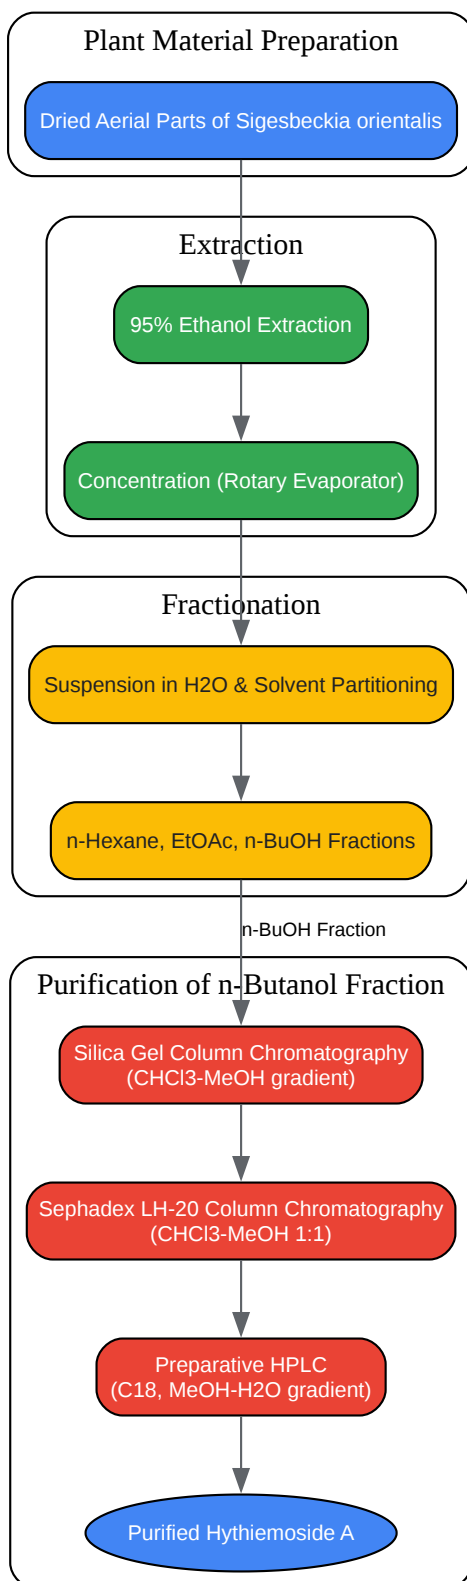 Plant Material Preparation
Dried Aerial Parts of Sigesbeckia orientalis
Extraction
95% Ethanol Extraction
Concentration (Rotary Evaporator)
Fractionation
Suspension in H2O & Solvent Partitioning
n-Hexane, EtOAc, n-BuOH Fractions
n-BuOH Fraction
Purification of n-Butanol Fraction
Silica Gel Column Chromatography
(CHCl3-MeOH gradient)
Sephadex LH-20 Column Chromatography
(CHCl3-MeOH 1:1)
Preparative HPLC
(C18, MeOH-H2O gradient)
Purified Hythiemoside A